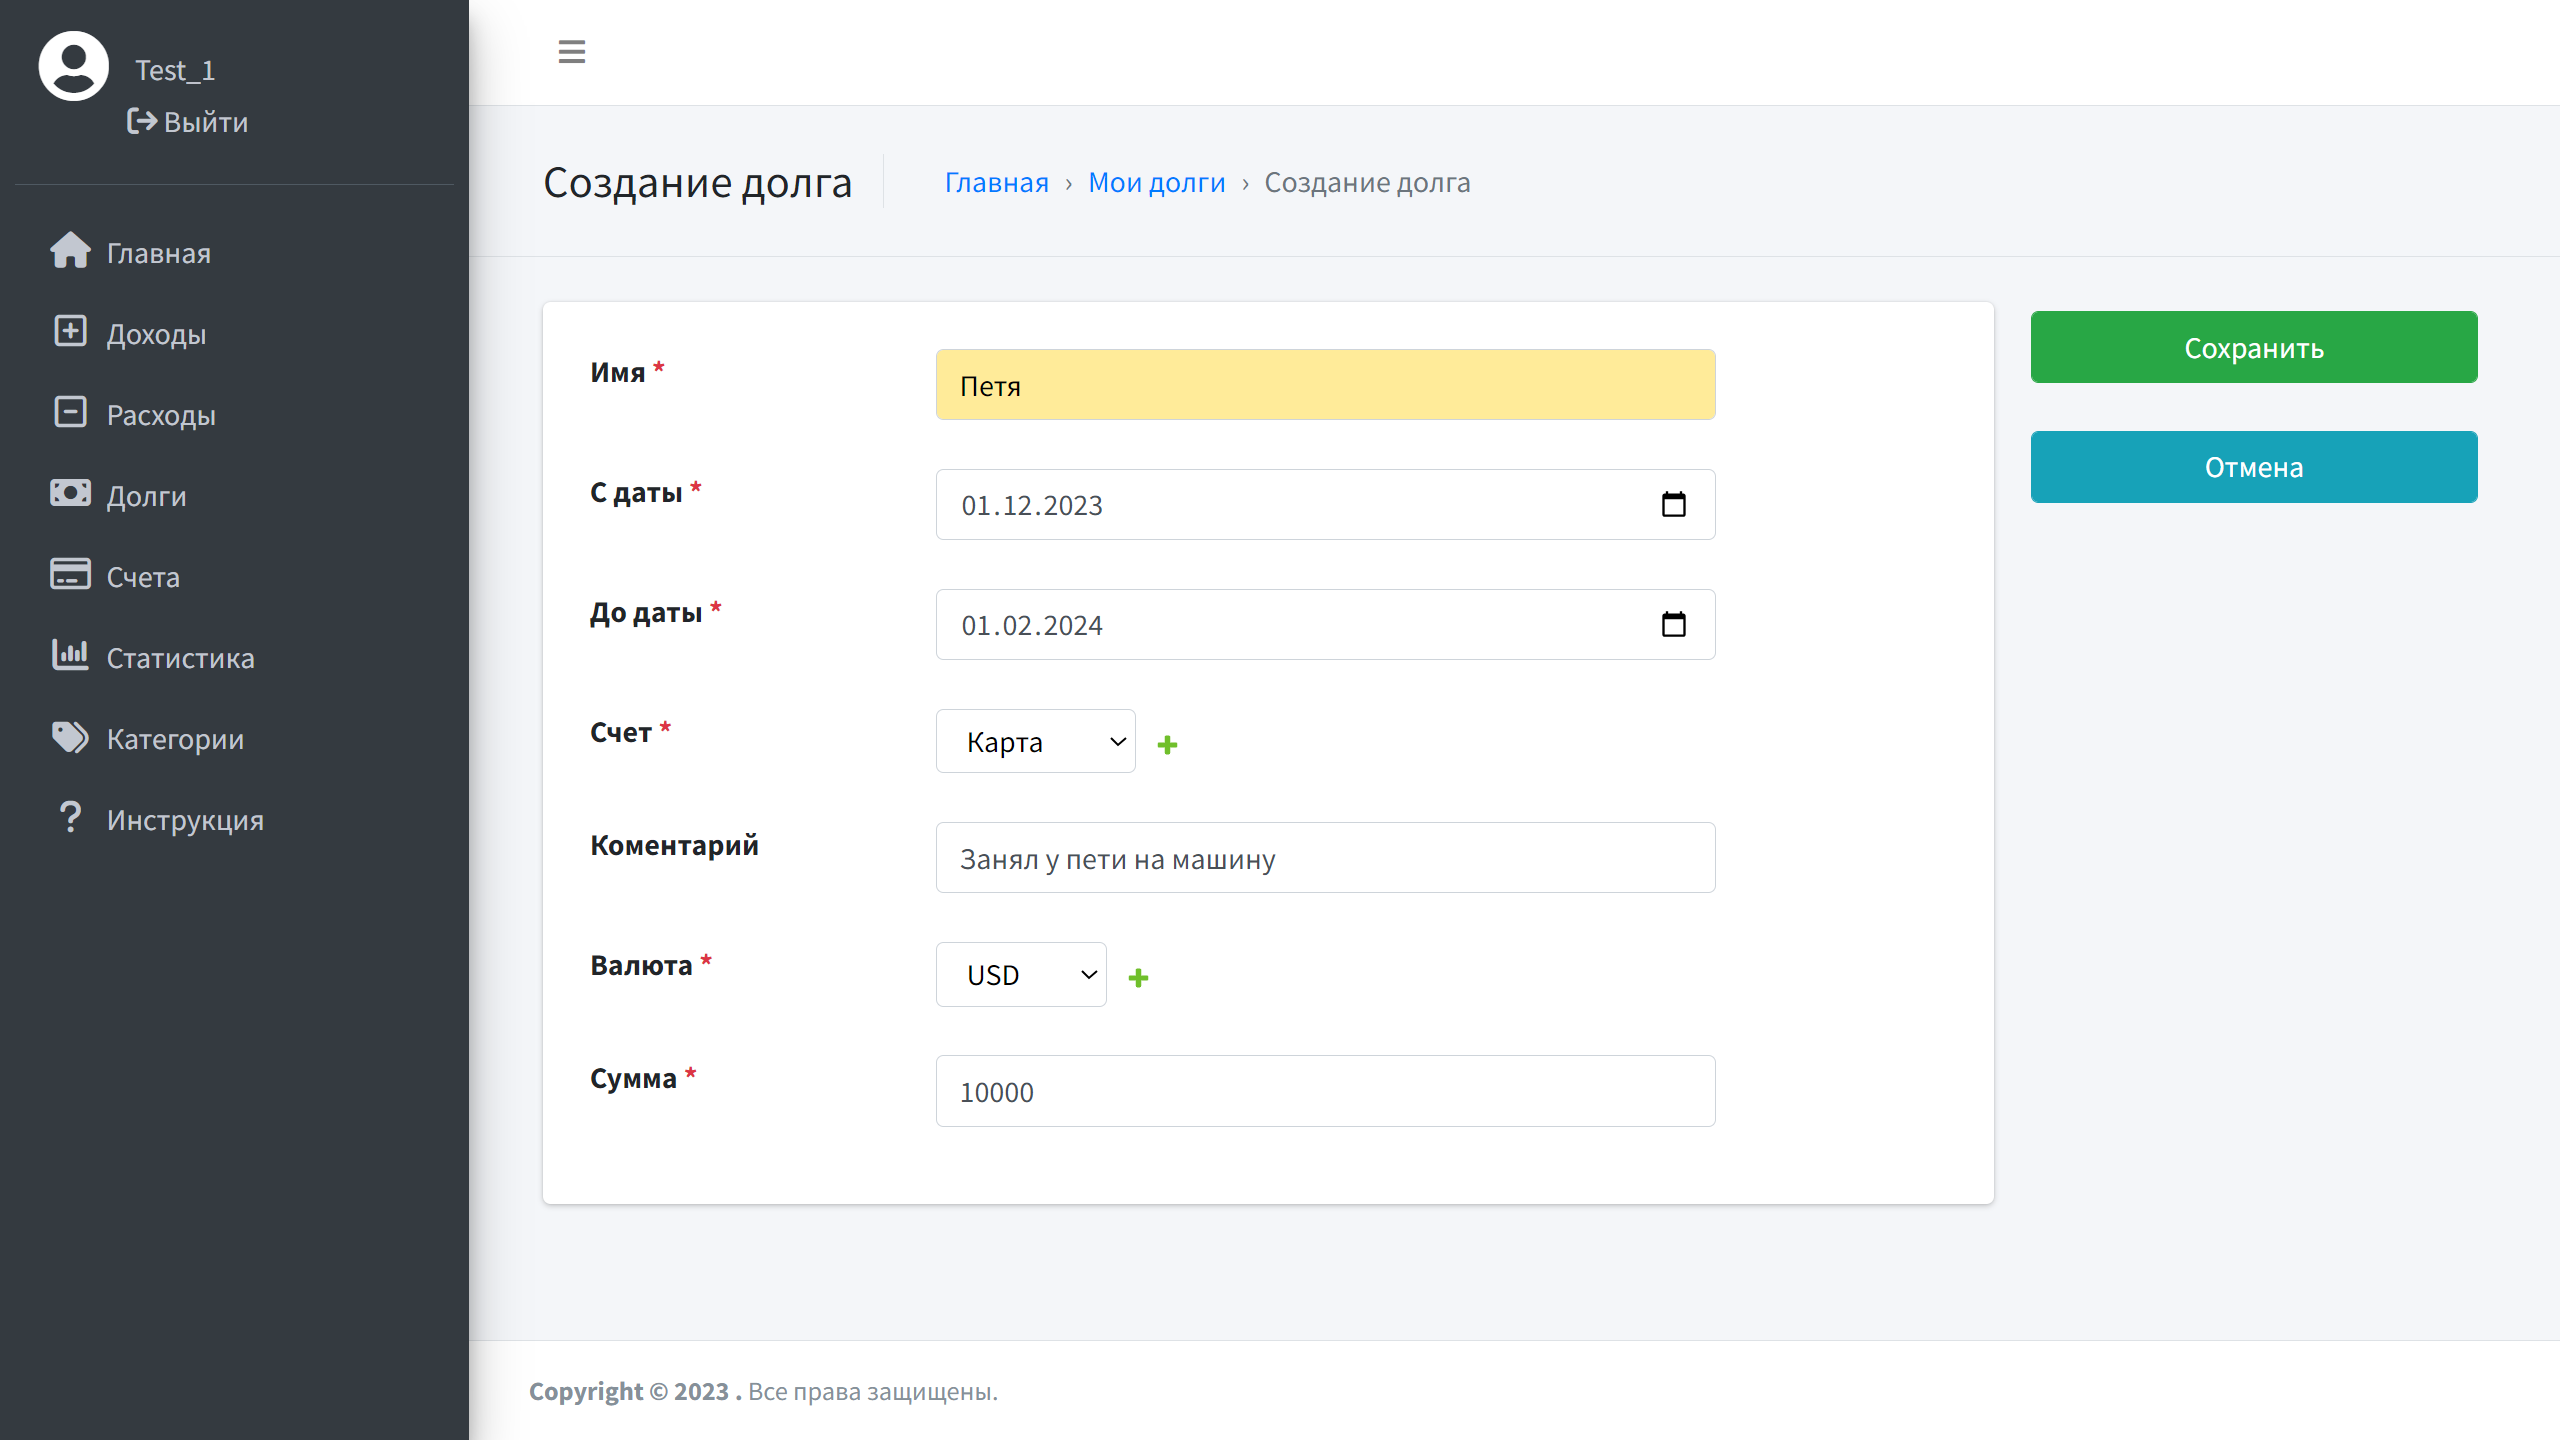 Test_1
Выйти
Главная
Доходы
Расходы
Долги
Счета
Статистика
Категории
Инструкция
Создание долга
Главная › Мои долги › Создание долга
Имя *
Петя
С даты *
01.12.2023
До даты *
01.02.2024
Счет *
Карта
Коментарий
Занял у пети на машину
Валюта *
USD
Сумма *
10000
Сохранить
Отмена
Copyright © 2023 . Все права защищены.